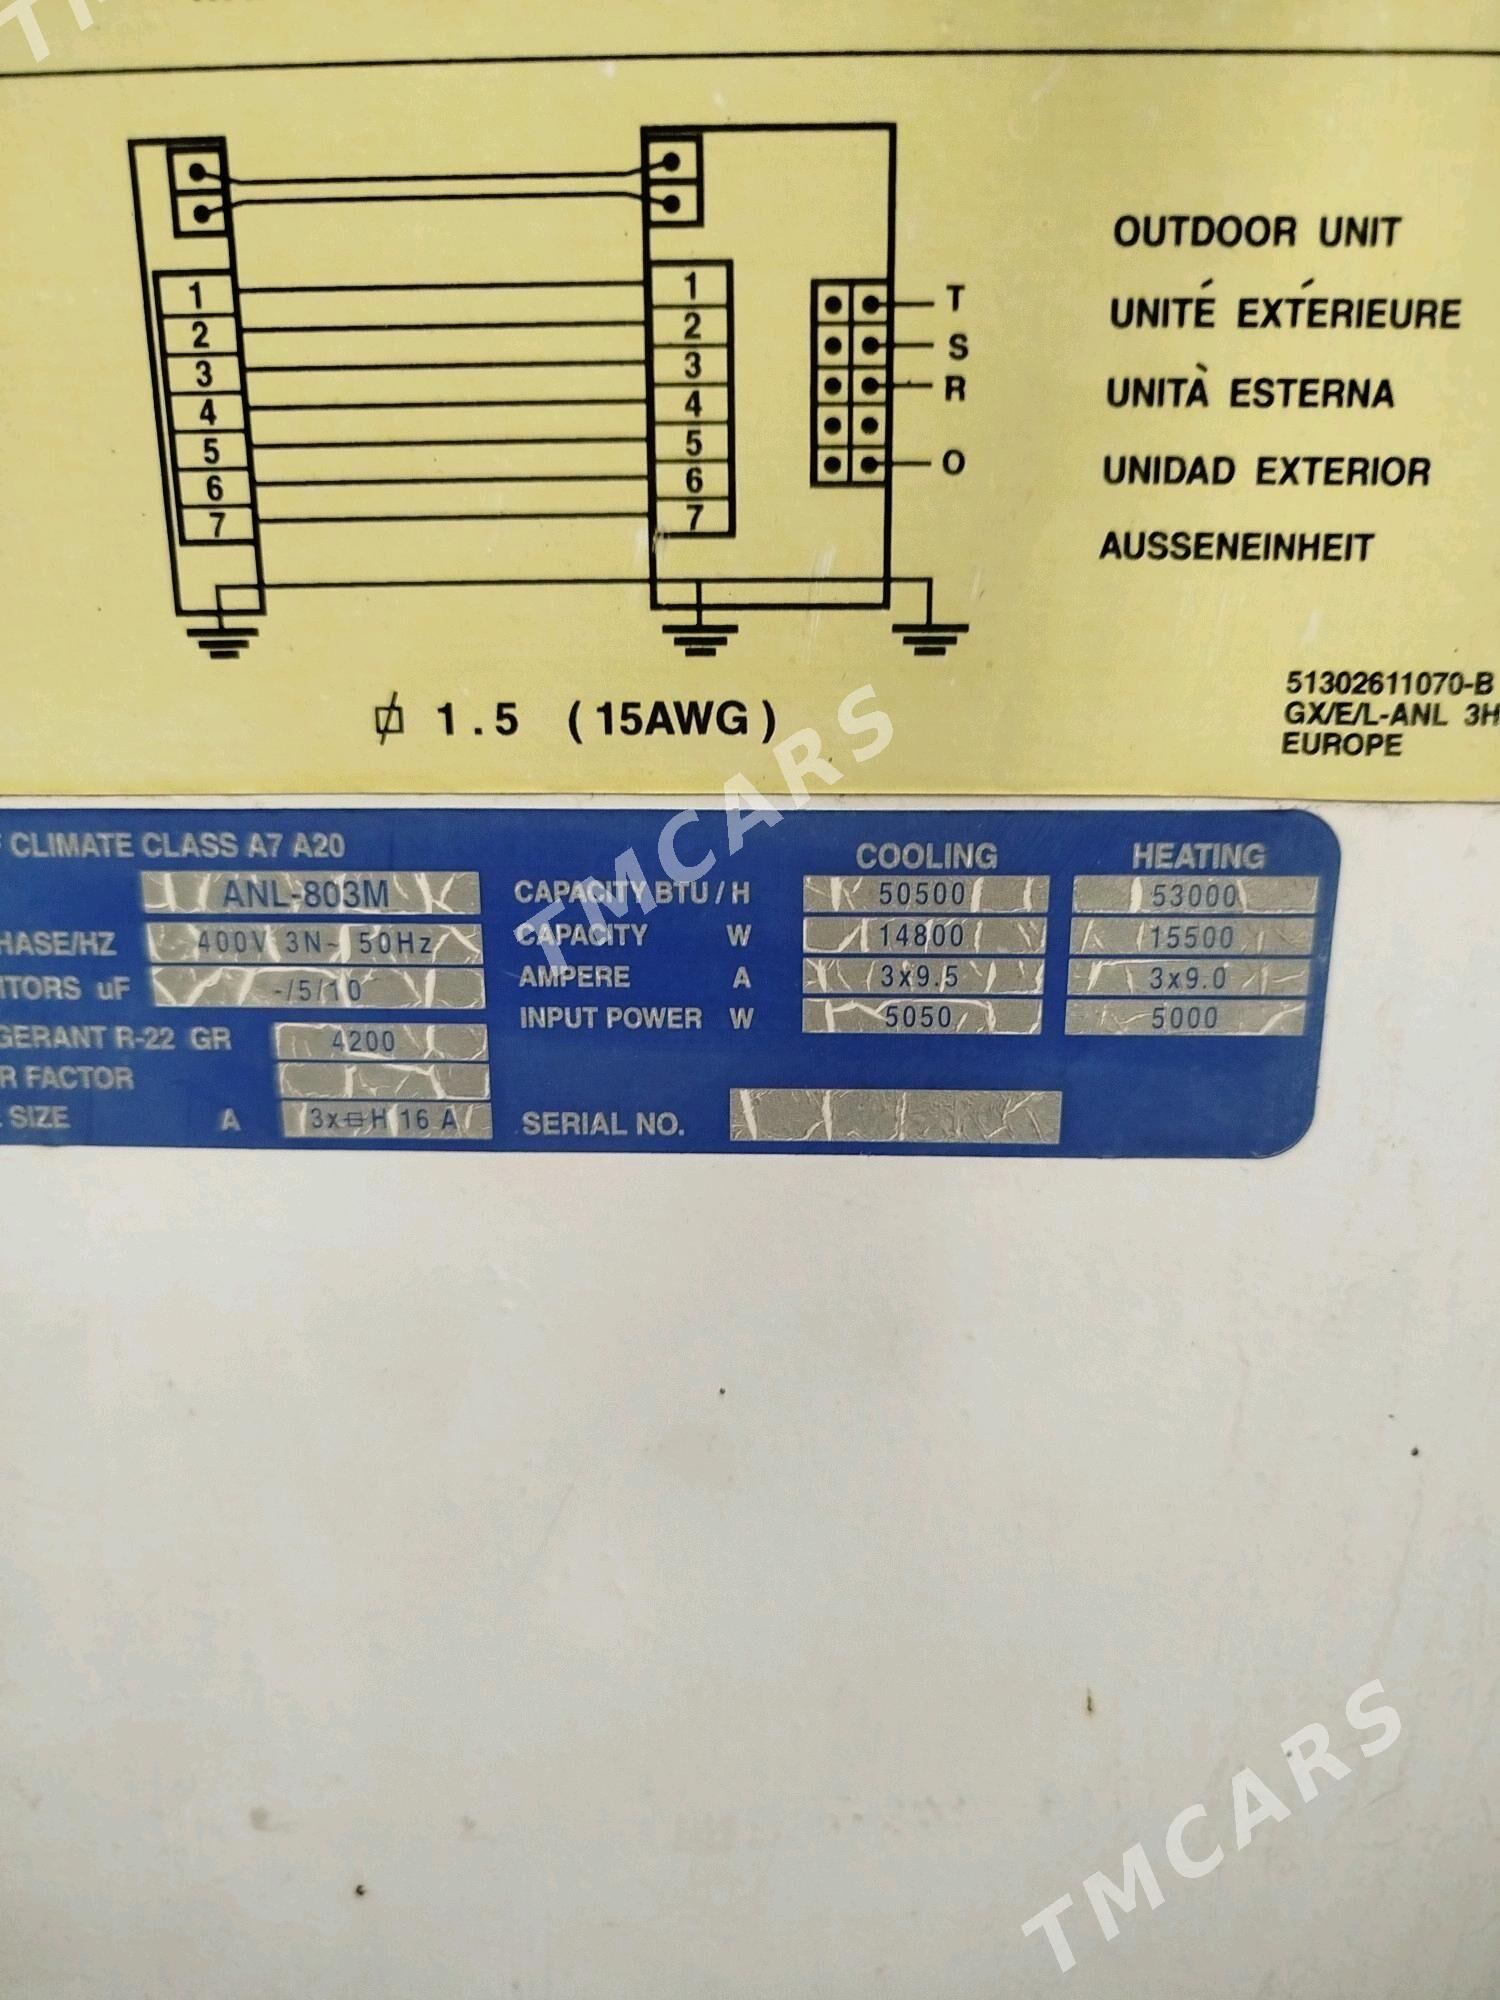 1 1 T
2 2 S
3 3 R
4 4
5 5 O
6 6
7 7
OUTDOOR UNIT
UNITÉ EXTÉRIEURE
UNITÀ ESTERNA
UNIDAD EXTERIOR
AUSSENEINHEIT
1.5 (15AWG)
51302611070-B
GX/E/L-ANL 3H
EUROPE
CLIMATE CLASS A7 A20
ANL-803M
HASE/HZ 400V 3N~ 50Hz
ITORS uF -/5/10
GERANT R-22 GR 4200
R FACTOR
SIZE A 3x H 16 A
COOLING HEATING
CAPACITY BTU/H 50500 53000
CAPACITY W 14800 15500
AMPERE A 3x9.5 3x9.0
INPUT POWER W 5050 5000
SERIAL NO.
TMCARS
TMCARS